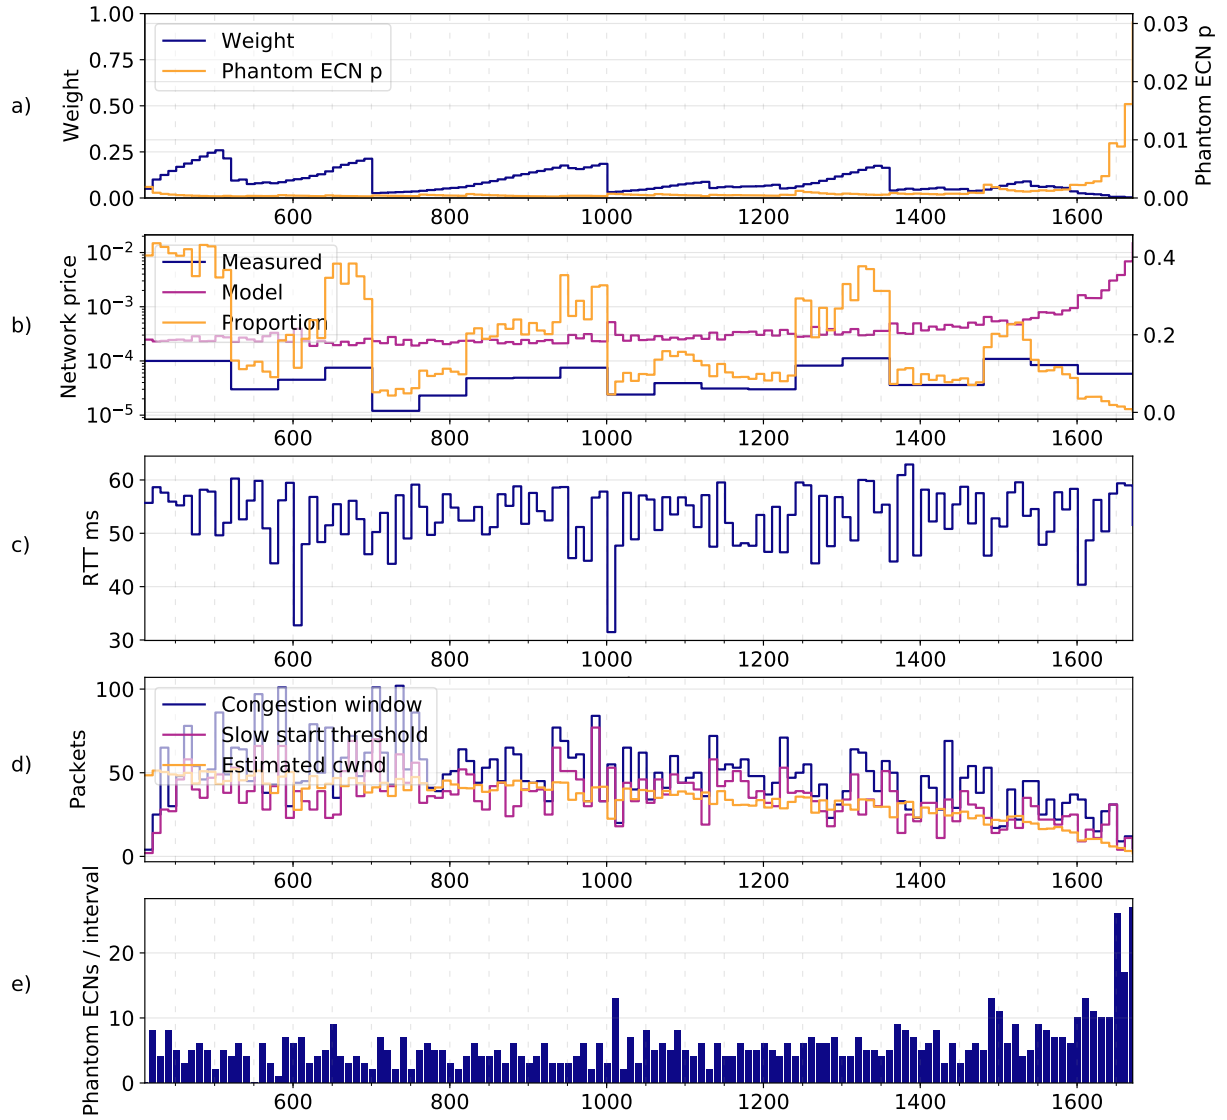 a)
Weight
1.00
0.75
0.50
0.25
0.00
Weight
Phantom ECN p
0.03
0.02
0.01
0.00
Phantom ECN p
600
800
1000
1200
1400
1600
b)
Network price
10⁻²
10⁻³
10⁻⁴
10⁻⁵
Measured
Model
Proportion
0.4
0.2
0.0
600
800
1000
1200
1400
1600
c)
RTT ms
60
50
40
30
600
800
1000
1200
1400
1600
d)
Packets
100
50
0
Congestion window
Slow start threshold
Estimated cwnd
600
800
1000
1200
1400
1600
e)
Phantom ECNs / interval
20
10
0
600
800
1000
1200
1400
1600